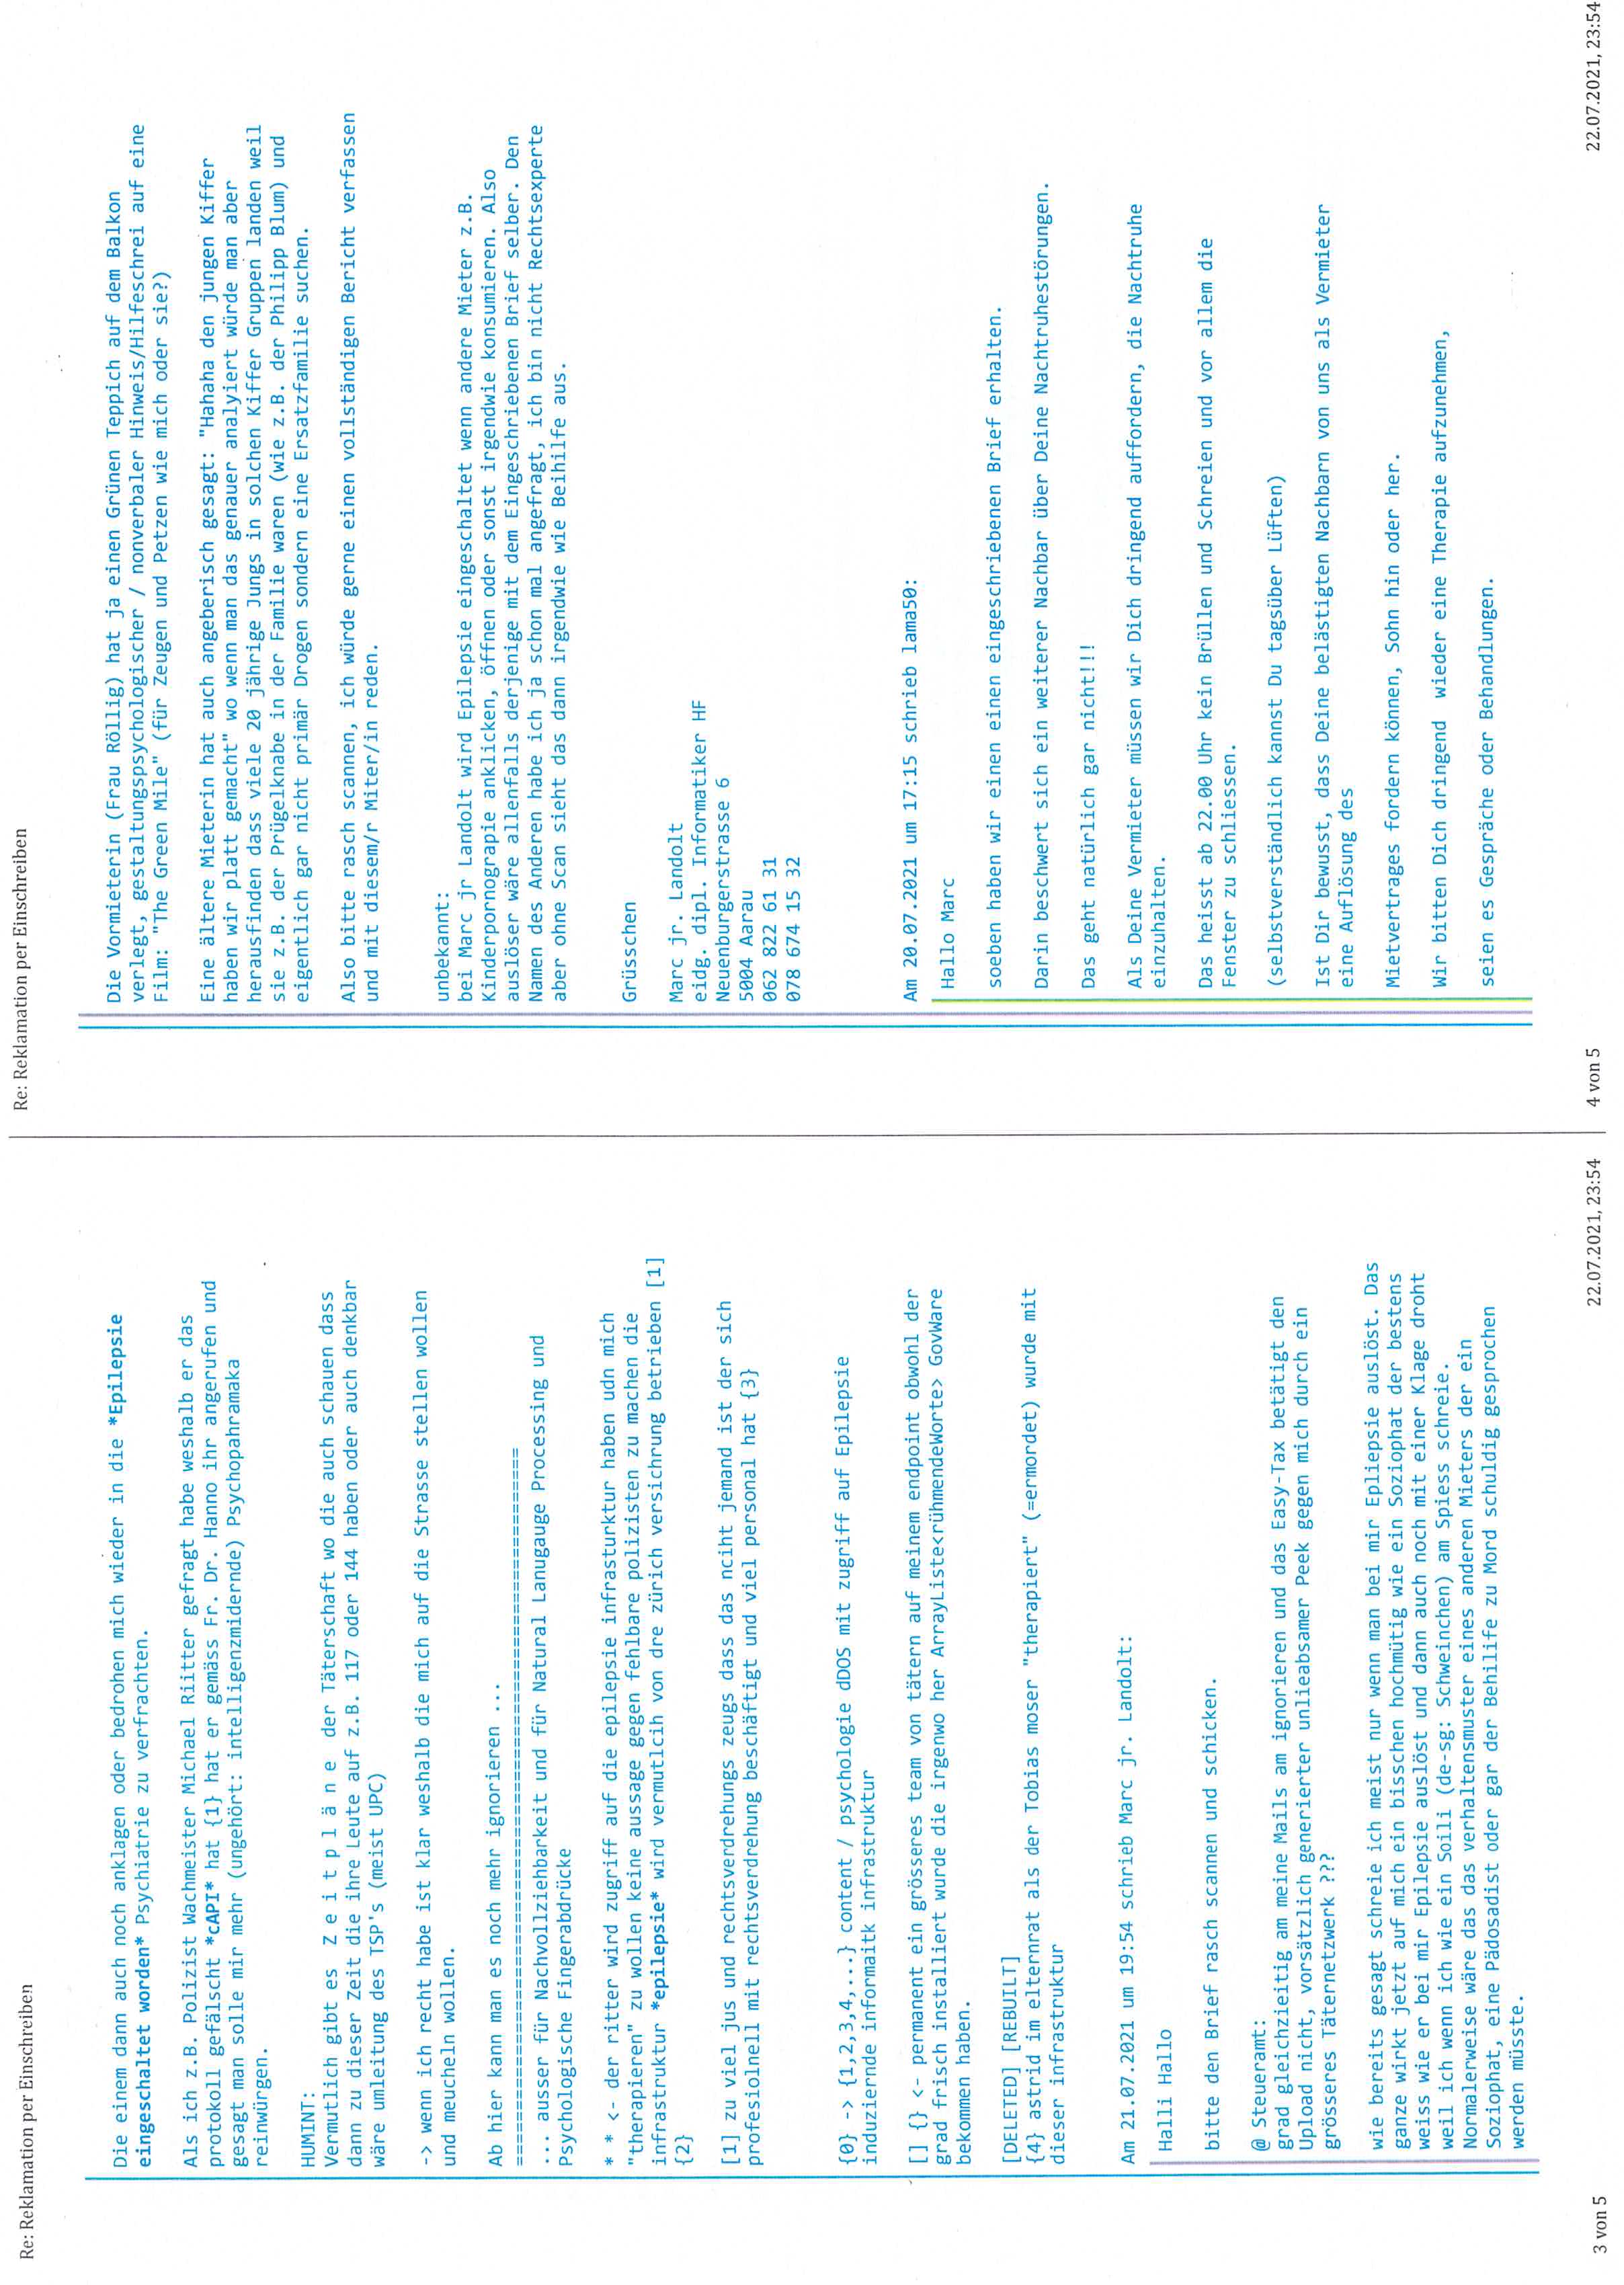 Re: Reklamation per Einschreiben
Die einem dann auch noch anklagen oder bedrohen mich wieder in die *Epilepsie
eingeschaltet worden* Psychiatrie zu verfrachten.
Als ich z.B. Polizist Wachmeister Michael Riitter gefragt habe weshalb er das
protokoll gefälscht *cAPI* hat {1} hat er gemäss Fr. Dr. Hanno ihr angerufen und
gesagt man solle mir mehr (ungehört: intelligenzmidernde) Psychopahramaka
reinwürgen.
HUMINT:
Vermutlich gibt es Z e i t p l ä n e  der Täterschaft wo die auch schauen dass
dann zu dieser Zeit die ihre Leute auf z.B. 117 oder 144 haben oder auch denkbar
wäre umleitung des TSP's (meist UPC)
-> wenn ich recht habe ist klar weshalb die mich auf die Strasse stellen wollen
und meucheln wollen.
Ab hier kann man es noch mehr ignorieren ...
=======================================================
... ausser für Nachvollziehbarkeit und für Natural Lanugauge Processing und
Psychologische Fingerabdrücke
* * <- der ritter wird zugriff auf die epilepsie infrasturktur haben udn mich
"therapieren" zu wollen keine aussage gegen fehlbare polizisten zu machen die
infrastruktur *epilepsie* wird vermutlcih von dre zürich versichrung betrieben [1]
{2}
[1] zu viel jus und rechtsverdrehungs zeugs dass das nciht jemand ist der sich
profesiolnell mit rechtsverdrehung beschäftigt und viel personal hat {3}
{0} -> {1,2,3,4,...} content / psychologie dDOS mit zugriff auf Epilepsie
induziernde informaitk infrastruktur
[] {} <- permanent ein grösseres team von tätern auf meinem endpoint obwohl der
grad frisch installiert wurde die irgenwo her ArrayListe<rühmendeWorte> GovWare
bekommen haben.
[DELETED] [REBUILT]
{4} astrid im elternrat als der Tobias moser "therapiert" (=ermordet) wurde mit
dieser infrastruktur
Am 21.07.2021 um 19:54 schrieb Marc jr. Landolt:
Halli Hallo
bitte den Brief rasch scannen und schicken.
@ Steueramt:
grad gleichzieitig am meine Mails am ignorieren und das Easy-Tax betätigt den
Upload nicht, vorsätzlich generierter unlieabsamer Peek gegen mich durch ein
grösseres Täternetzwerk ???
wie bereits gesagt schreie ich meist nur wenn man bei mir Epliepsie auslöst. Das
ganze wirkt jetzt auf mich ein bisschen hochmütig wie ein Soziophat der bestens
weiss wie er bei mir Epilepsie auslöst und dann auch noch mit einer Klage droht
weil ich wenn ich wie ein Soili (de-sg: Schweinchen) am Spiess schreie.
Normalerweise wäre das das verhaltensmuster eines anderen Mieters der ein
Soziophat, eine Pädosadist oder gar der Behilife zu Mord schuldig gesprochen
werden müsste.
3 von 5
22.07.2021, 23:54
Re: Reklamation per Einschreiben
Die Vormieterin (Frau Röllig) hat ja einen Grünen Teppich auf dem Balkon
verlegt, gestaltungspsychologischer / nonverbaler Hinweis/Hilfeschrei auf eine
Film: "The Green Mile" (für Zeugen und Petzen wie mich oder sie?)
Eine ältere Mieterin hat auch angeberisch gesagt: "Hahaha den jungen Kiffer
haben wir platt gemacht" wo wenn man das genauer analyiert würde man aber
herausfinden dass viele 20 jährige Jungs in solchen Kiffer Gruppen landen weil
sie z.B. der Prügelknabe in der Familie waren (wie z.B. der Philipp Blum) und
eigentlich gar nicht primär Drogen sondern eine Ersatzfamilie suchen.
Also bitte rasch scannen, ich würde gerne einen vollständigen Bericht verfassen
und mit diesem/r Miter/in reden.
unbekannt:
bei Marc jr Landolt wird Epilepsie eingeschaltet wenn andere Mieter z.B.
Kinderpornograpie anklicken, öffnen oder sonst irgendwie konsumieren. Also
auslöser wäre allenfalls derjenige mit dem Eingeschriebenen Brief selber. Den
Namen des Anderen habe ich ja schon mal angefragt, ich bin nicht Rechtsexperte
aber ohne Scan sieht das dann irgendwie wie Beihilfe aus.
Grüsschen
Marc jr. Landolt
eidg. dipl. Informatiker HF
Neuenburgerstrasse 6
5004 Aarau
062 822 61 31
078 674 15 32
Am 20.07.2021 um 17:15 schrieb lama50:
Hallo Marc
soeben haben wir einen einen eingeschriebenen Brief erhalten.
Darin beschwert sich ein weiterer Nachbar über Deine Nachtruhestörungen.
Das geht natürlich gar nicht!!!
Als Deine Vermieter müssen wir Dich dringend auffordern, die Nachtruhe
einzuhalten.
Das heisst ab 22.00 Uhr kein Brüllen und Schreien und vor allem die
Fenster zu schliessen.
(selbstverständlich kannst Du tagsüber Lüften)
Ist Dir bewusst, dass Deine belästigten Nachbarn von uns als Vermieter
eine Auflösung des
Mietvertrages fordern können, Sohn hin oder her.
Wir bitten Dich dringend  wieder eine Therapie aufzunehmen,
seien es Gespräche oder Behandlungen.
4 von 5
22.07.2021, 23:54